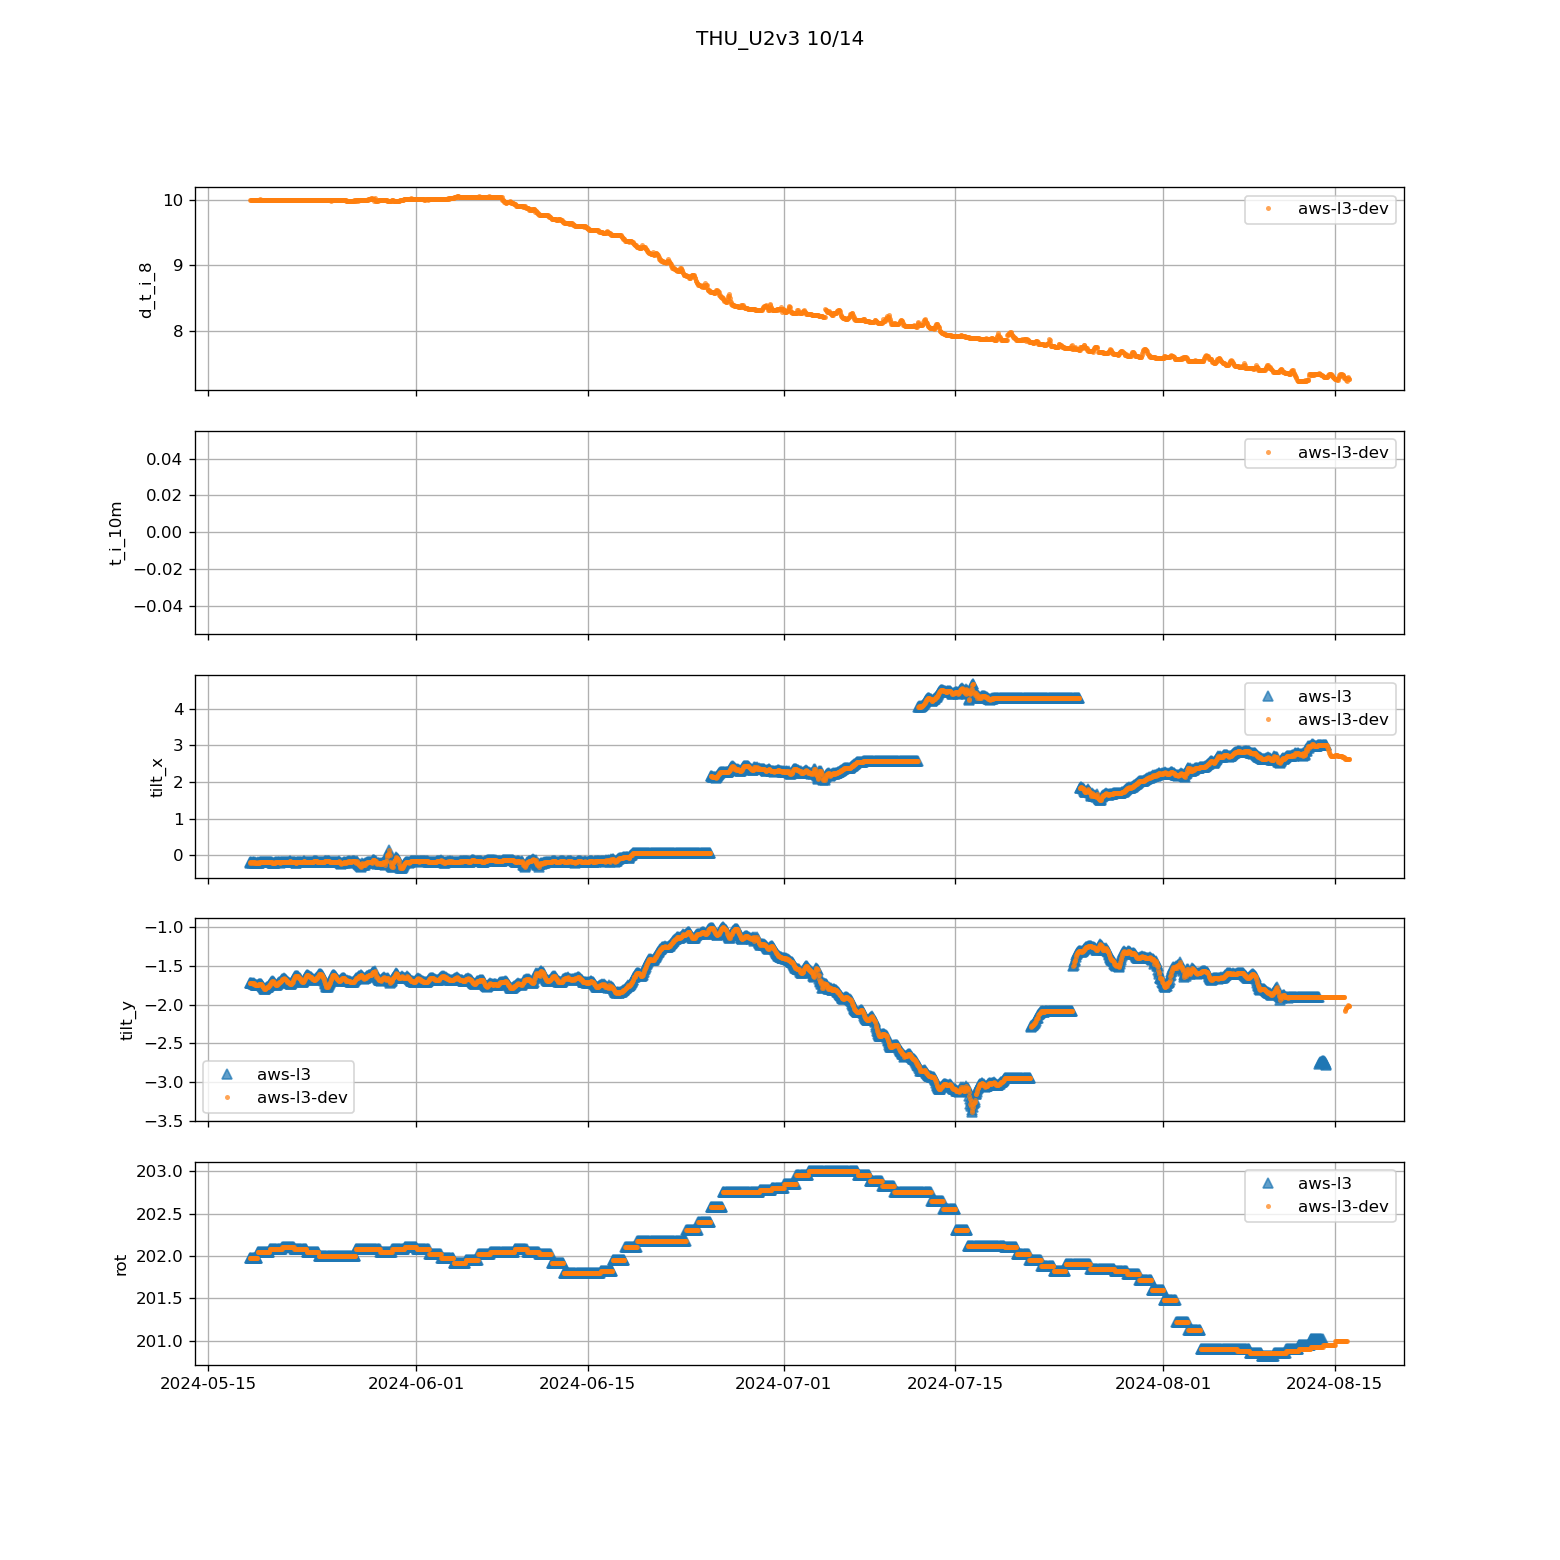 THU_U2v3 10/14
10
9
8
d_t_i_8
aws-l3-dev
0.04
0.02
0.00
−0.02
−0.04
t_i_10m
aws-l3-dev
4
3
2
1
0
tilt_x
aws-l3
aws-l3-dev
−1.0
−1.5
−2.0
−2.5
−3.0
−3.5
tilt_y
aws-l3
aws-l3-dev
203.0
202.5
202.0
201.5
201.0
rot
aws-l3
aws-l3-dev
2024-05-15 2024-06-01 2024-06-15 2024-07-01 2024-07-15 2024-08-01 2024-08-15